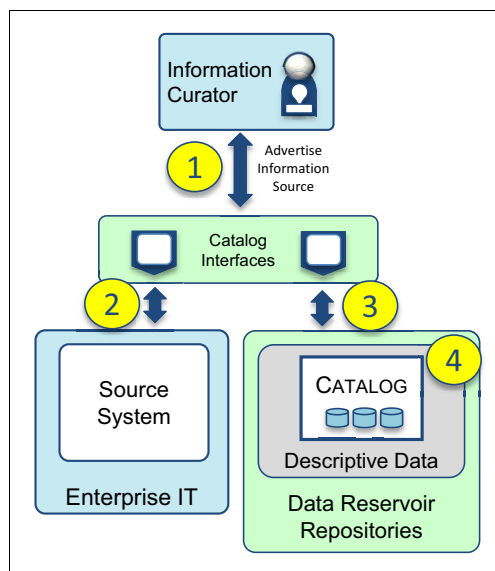 Information
Curator
1
Advertise
Information
Source
Catalog
Interfaces
2
3
4
Source
System
CATALOG
Descriptive Data
Enterprise IT
Data Reservoir
Repositories